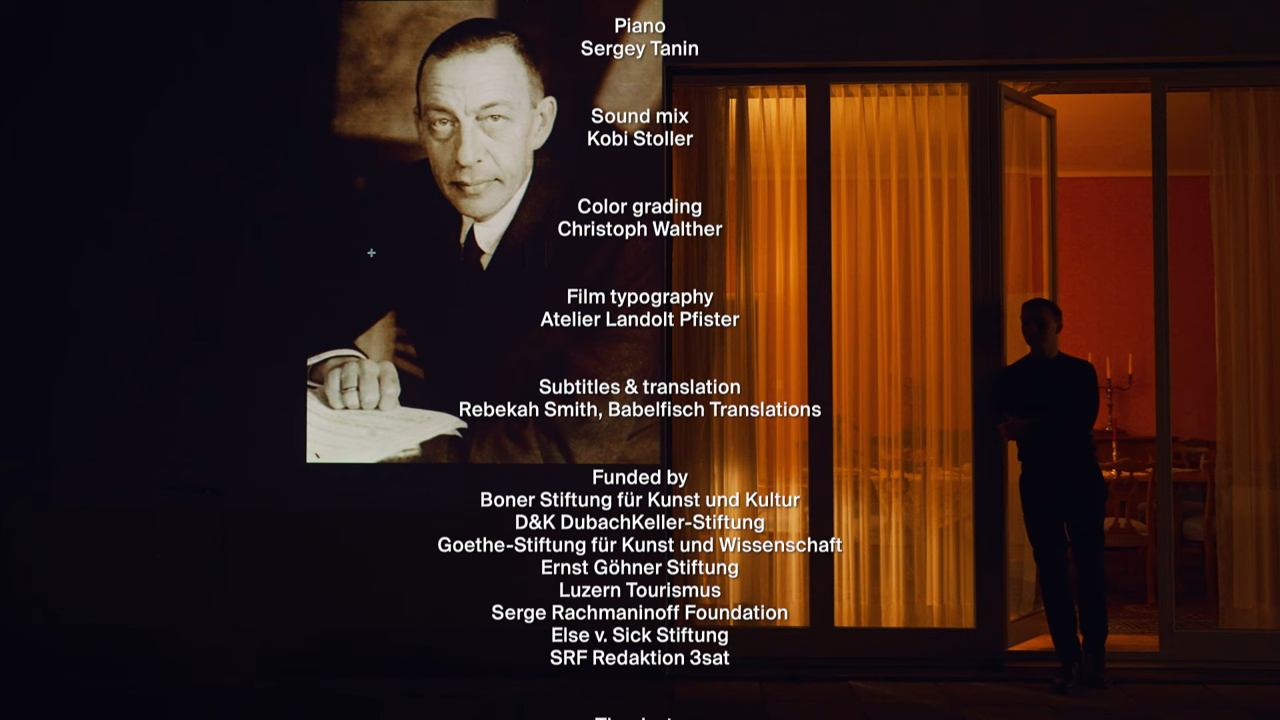 Piano
Sergey Tanin
Sound mix
Kobi Stoller
Color grading
Christoph Walther
Film typography
Atelier Landolt Pfister
Subtitles & translation
Rebekah Smith, Babelfisch Translations
Funded by
Boner Stiftung für Kunst und Kultur
D&K DubachKeller-Stiftung
Goethe-Stiftung für Kunst und Wissenschaft
Ernst Göhner Stiftung
Luzern Tourismus
Serge Rachmaninoff Foundation
Else v. Sick Stiftung
SRF Redaktion 3sat